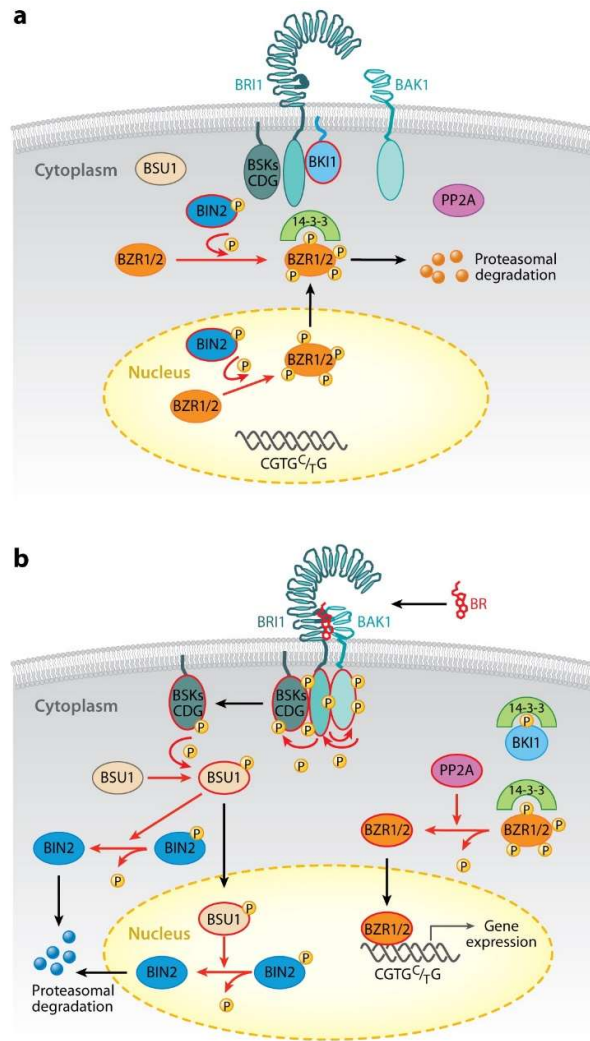 a
BRI1
BAK1
Cytoplasm
BSU1
BSKs
CDG
BKI1
PP2A
BIN2
P
P
14-3-3
P
BZR1/2
BZR1/2
P
P
P
P
Proteasomal
degradation
BIN2
P
P
Nucleus
BZR1/2
BZR1/2
P
P
P
P
CGTGC/TG
b
BRI1
BAK1
BR
Cytoplasm
BSKs
CDG
P
BSKs
CDG
P
P
P
P
P
P
P
P
14-3-3
P
BKI1
P
BSU1
BSU1
P
PP2A
14-3-3
P
BZR1/2
BZR1/2
P
P
P
P
P
BIN2
BIN2
P
P
Nucleus
BSU1
P
BZR1/2
Gene
expression
CGTGC/TG
BIN2
BIN2
P
P
Proteasomal
degradation